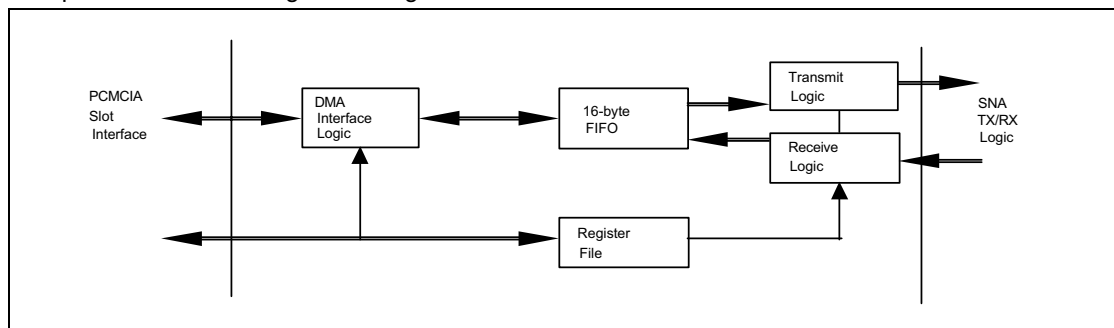 PCMCIA
Slot
Interface
DMA
Interface
Logic
16-byte
FIFO
Transmit
Logic
Receive
Logic
SNA
TX/RX
Logic
Register
File